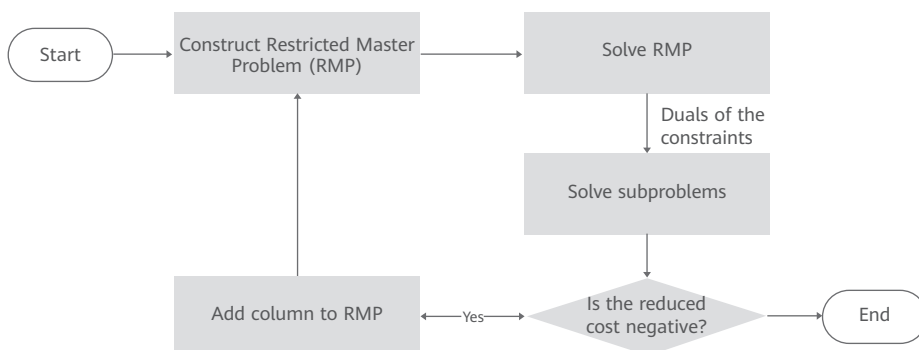 Start
Construct Restricted Master
Problem (RMP)
Solve RMP
Duals of the
constraints
Solve subproblems
Add column to RMP
Yes
Is the reduced
cost negative?
End